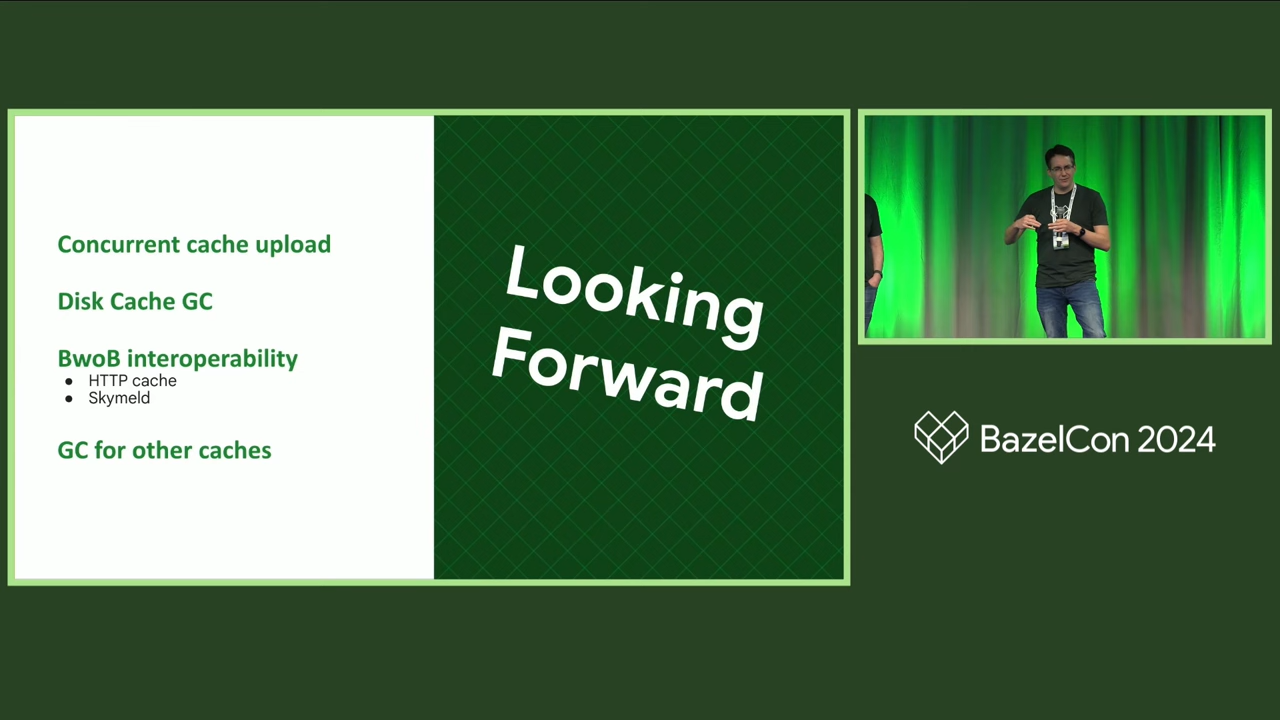 Concurrent cache upload
Disk Cache GC
BwoB interoperability
● HTTP cache
● Skymeld
GC for other caches
Looking
Forward
BazelCon 2024